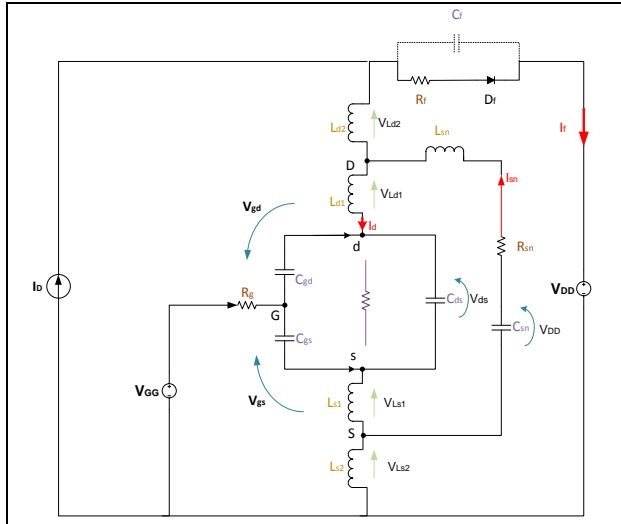 Cf
Rf
Df
If
Ld2
VLd2
Lsn
D
Ld1
VLd1
Isn
Vgd
Id
d
Rsn
Cgd
ID
Rg
G
Cds
Vds
VDD
Csn
VDD
Cgs
s
VGG
Vgs
Ls1
VLs1
S
Ls2
VLs2